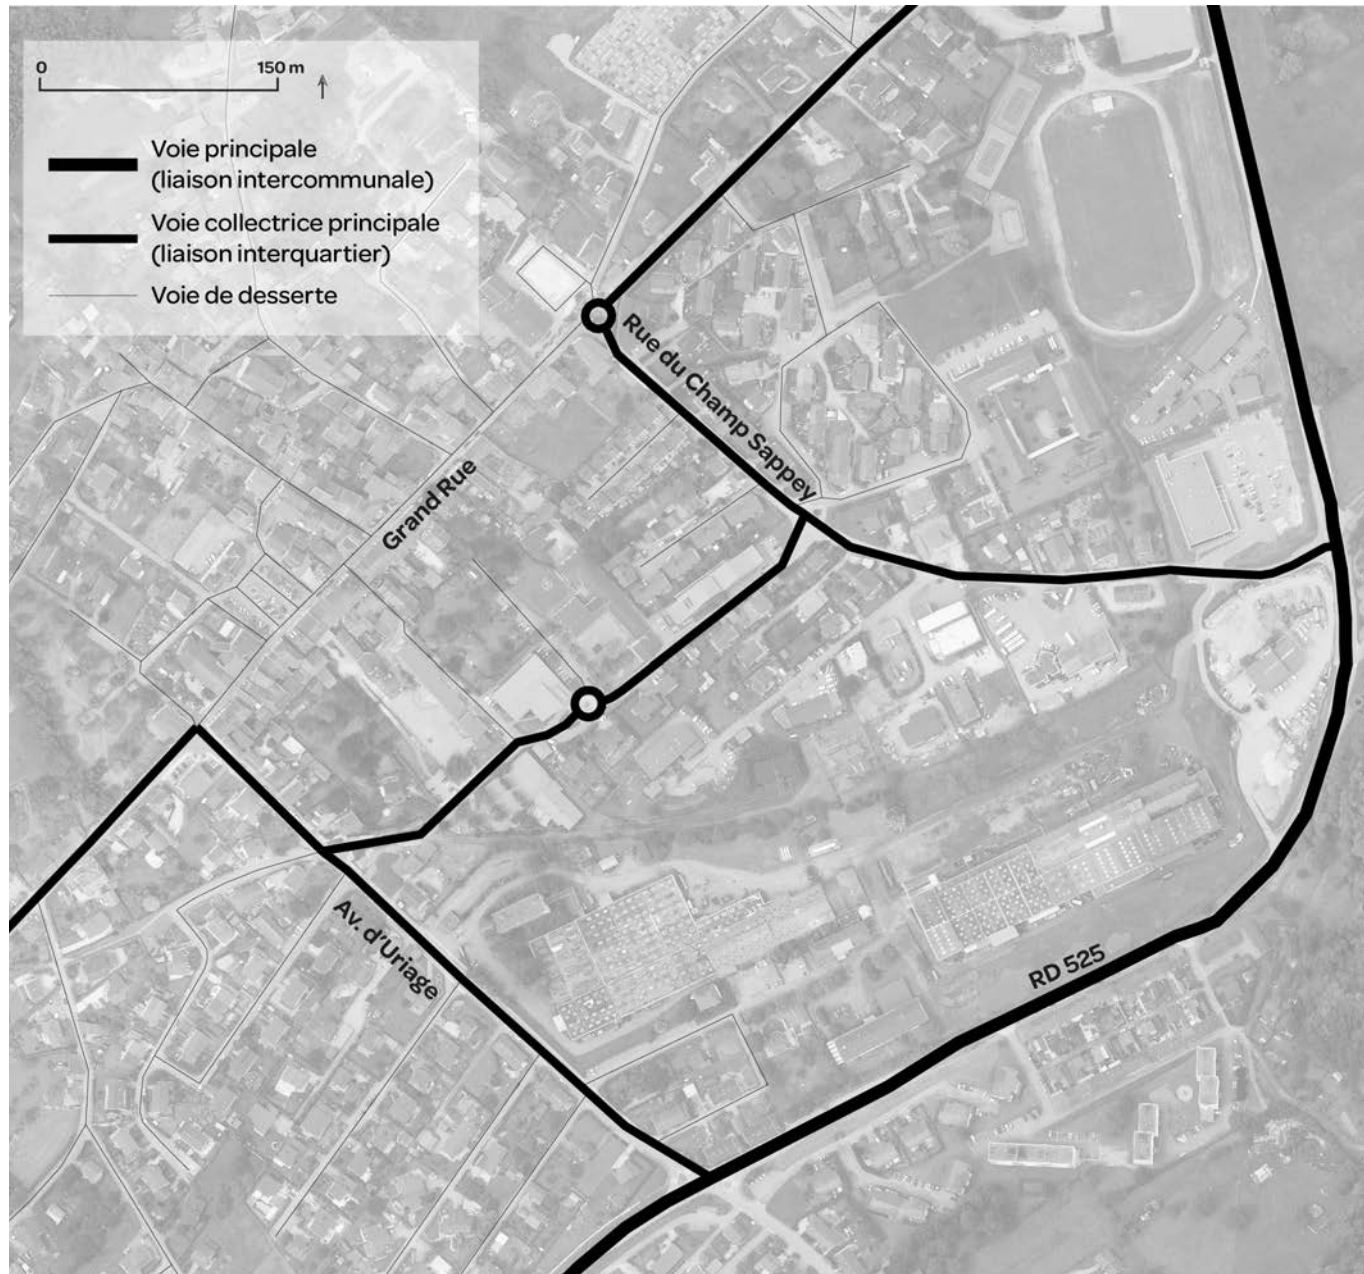 0 150 m
Voie principale
(liaison intercommunale)
Voie collectrice principale
(liaison interquartier)
Voie de desserte
Rue du Champ Sappey
Grand Rue
Av. d'Uriage
RD 525